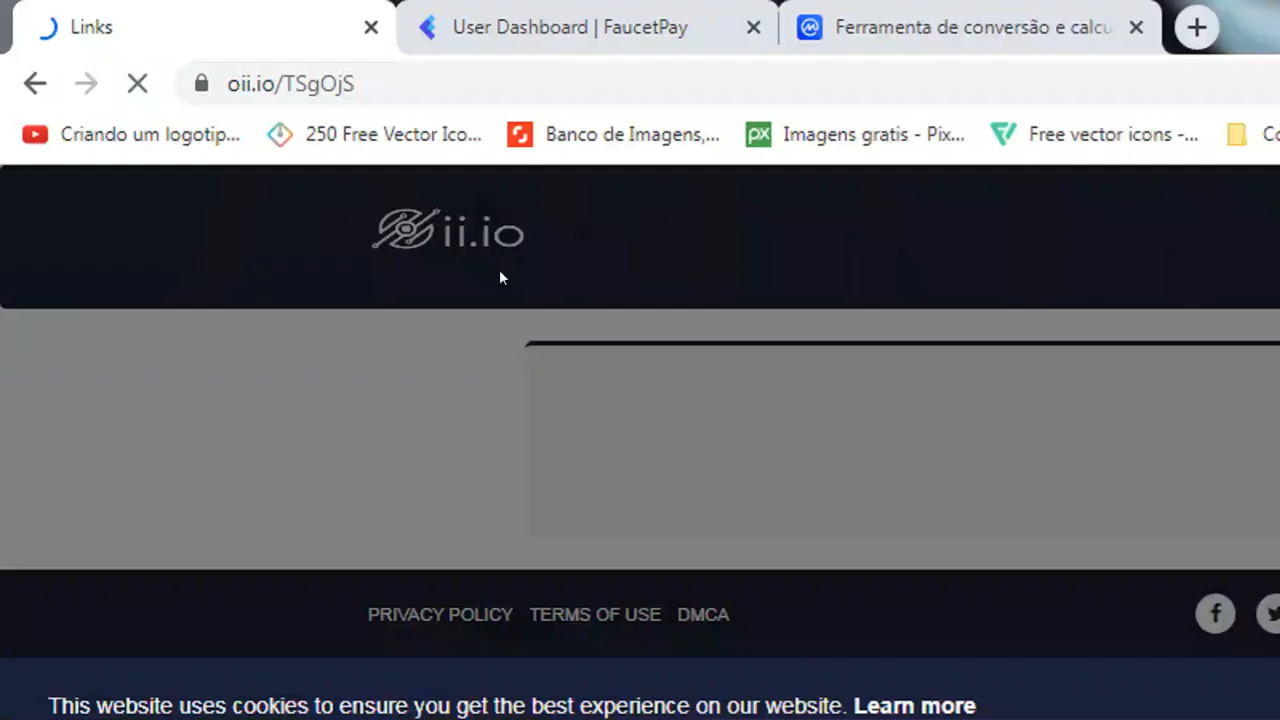 Links
User Dashboard | FaucetPay
Ferramenta de conversão e calcu
oii.io/TSgOjS
Criando um logotip...
250 Free Vector Ico...
Banco de Imagens,...
px
Imagens gratis - Pix...
Free vector icons -...
Co
ii.io
PRIVACY POLICY TERMS OF USE DMCA
This website uses cookies to ensure you get the best experience on our website. Learn more